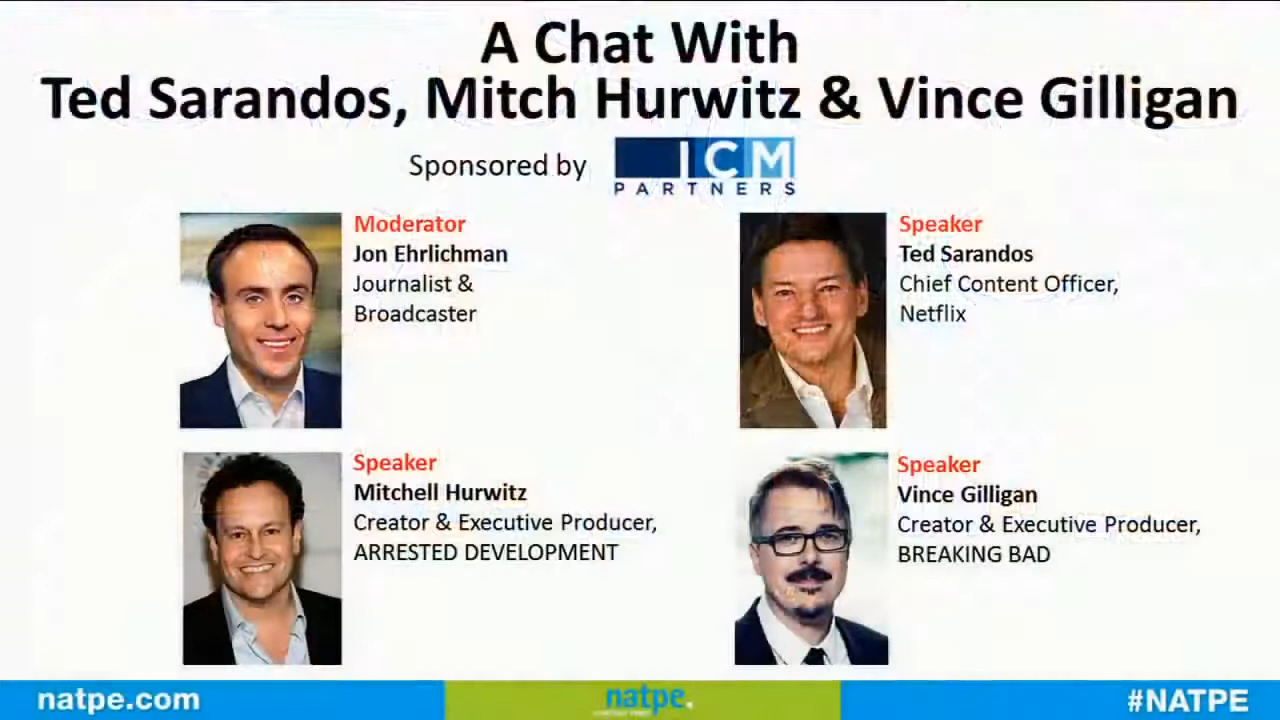 A Chat With
Ted Sarandos, Mitch Hurwitz & Vince Gilligan
Sponsored by ICM
PARTNERS
Moderator
Jon Ehrlichman
Journalist &
Broadcaster
Speaker
Ted Sarandos
Chief Content Officer,
Netflix
Speaker
Mitchell Hurwitz
Creator & Executive Producer,
ARRESTED DEVELOPMENT
Speaker
Vince Gilligan
Creator & Executive Producer,
BREAKING BAD
natpe.com
natpe.
#NATPE